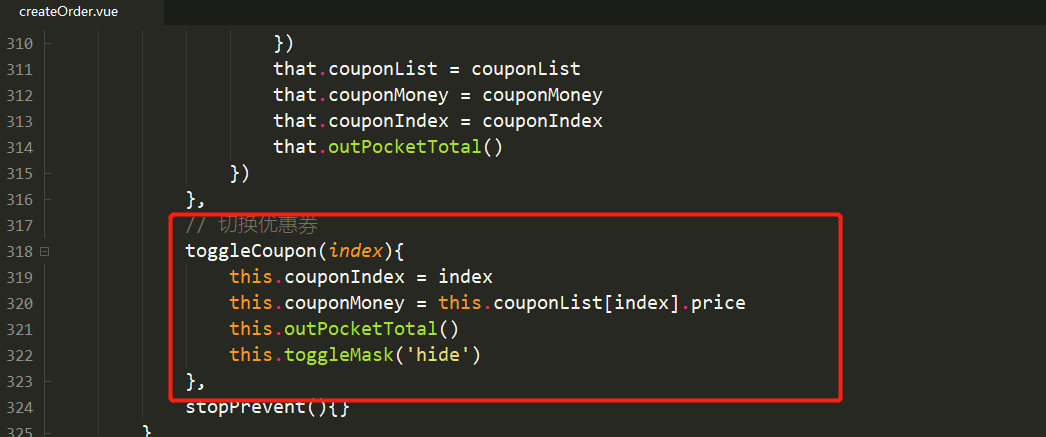 createOrder.vue
310 })
311 that.couponList = couponList
312 that.couponMoney = couponMoney
313 that.couponIndex = couponIndex
314 that.outPocketTotal()
315 })
316 },
317 // 切换优惠券
318 toggleCoupon(index){
319 this.couponIndex = index
320 this.couponMoney = this.couponList[index].price
321 this.outPocketTotal()
322 this.toggleMask('hide')
323 },
324 stopPrevent(){}
325 }